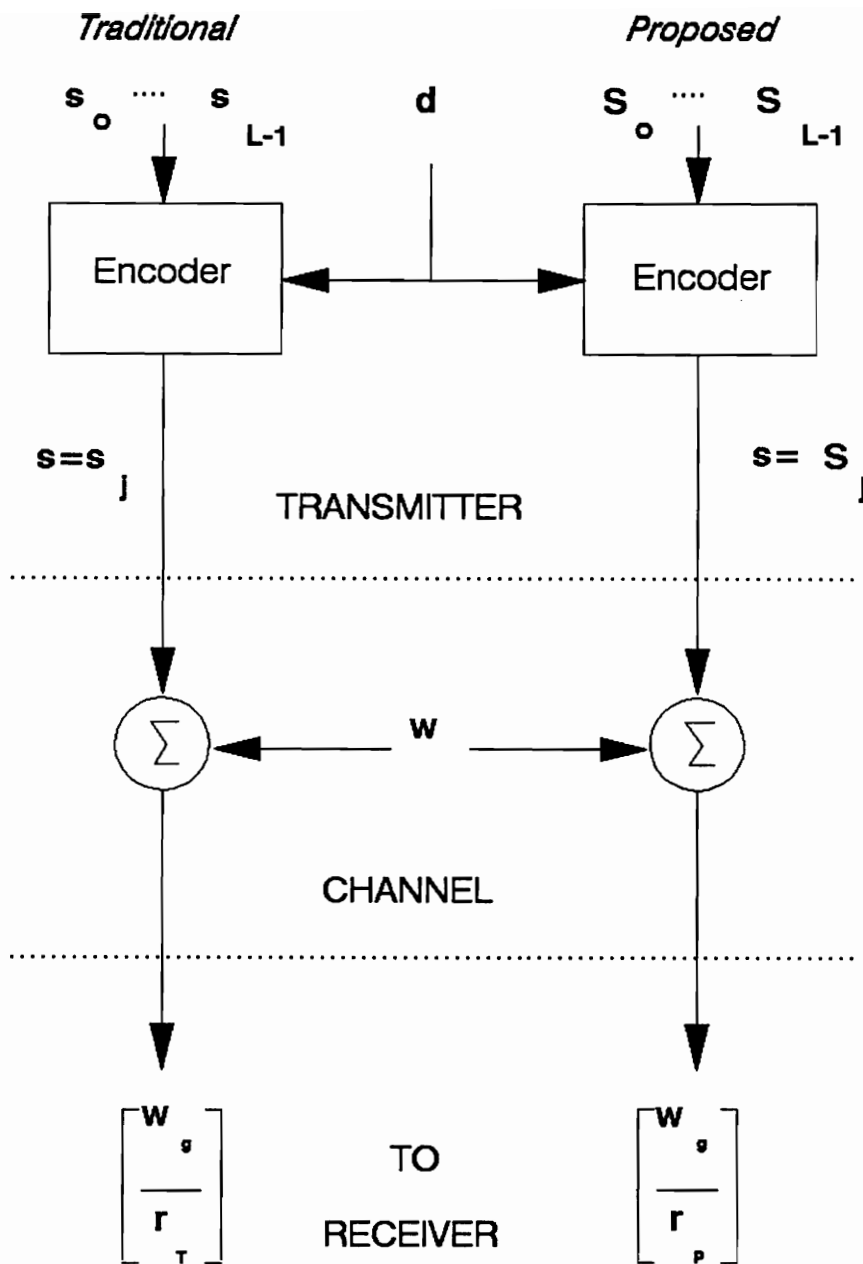 Traditional Proposed
s o ···· s L-1 d S o ···· S L-1
Encoder Encoder
s=s j s= S j
TRANSMITTER
Σ w Σ
CHANNEL
w g TO w g
r T RECEIVER r P